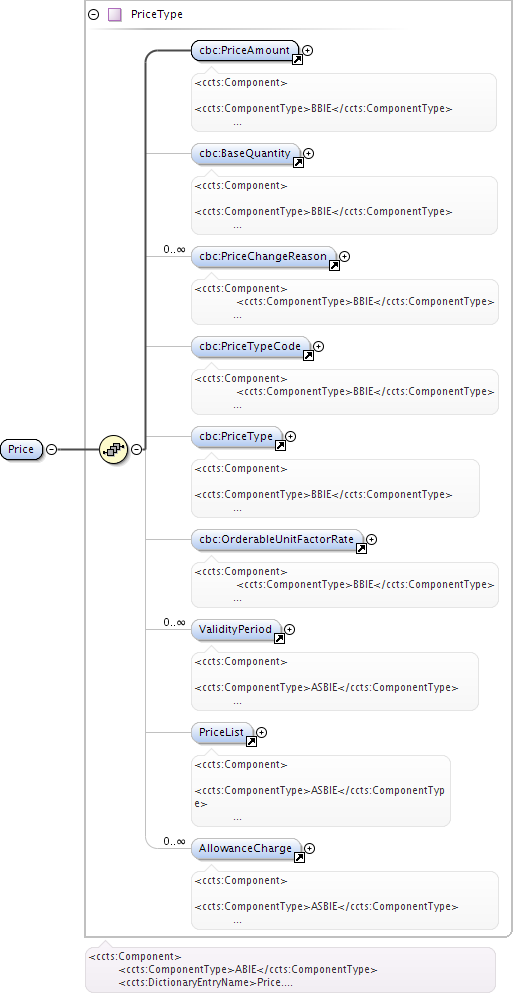 PriceType
cbc:PriceAmount
<ccts:Component>
<ccts:ComponentType>BBIE</ccts:ComponentType>
...
cbc:BaseQuantity
<ccts:Component>
<ccts:ComponentType>BBIE</ccts:ComponentType>
...
0..∞
cbc:PriceChangeReason
<ccts:Component>
<ccts:ComponentType>BBIE</ccts:ComponentType>
...
cbc:PriceTypeCode
<ccts:Component>
<ccts:ComponentType>BBIE</ccts:ComponentType>
...
cbc:PriceType
Price
<ccts:Component>
<ccts:ComponentType>BBIE</ccts:ComponentType>
...
cbc:OrderableUnitFactorRate
<ccts:Component>
<ccts:ComponentType>BBIE</ccts:ComponentType>
...
0..∞
ValidityPeriod
<ccts:Component>
<ccts:ComponentType>ASBIE</ccts:ComponentType>
...
PriceList
<ccts:Component>
<ccts:ComponentType>ASBIE</ccts:ComponentTyp
e>
...
0..∞
AllowanceCharge
<ccts:Component>
<ccts:ComponentType>ASBIE</ccts:ComponentType>
...
<ccts:Component>
<ccts:ComponentType>ABIE</ccts:ComponentType>
<ccts:DictionaryEntryName>Price....